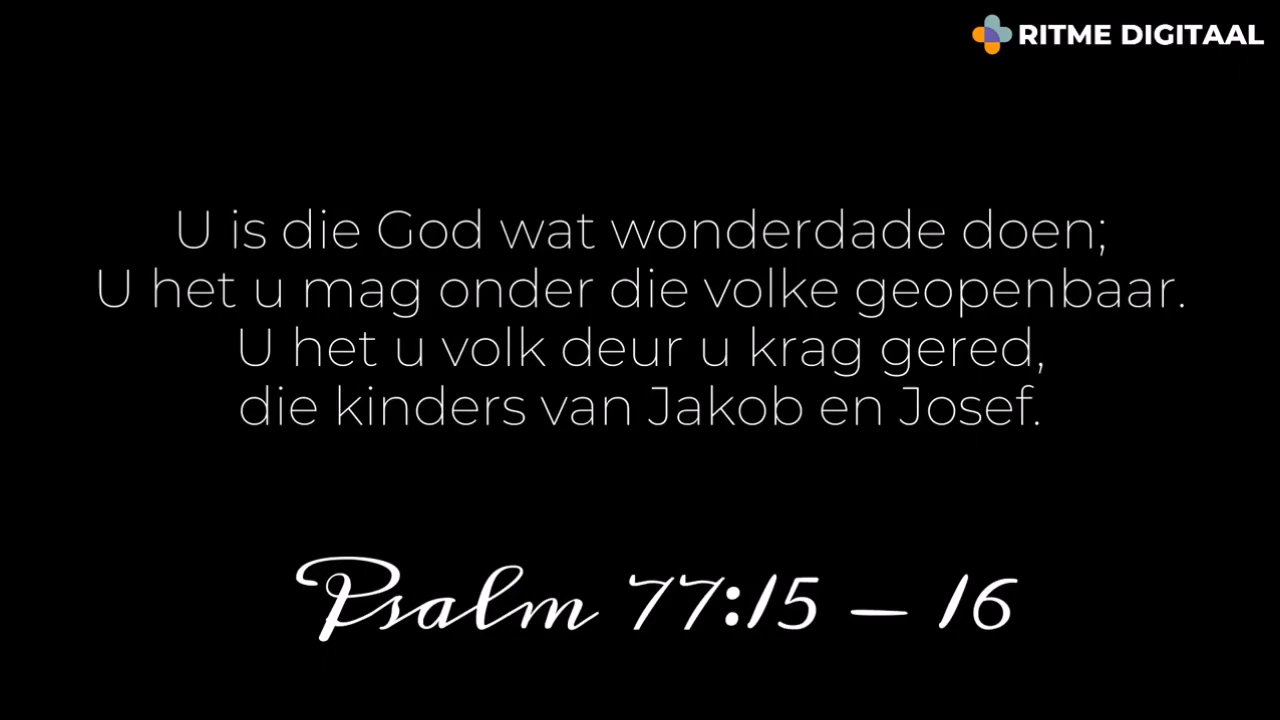 RITME DIGITAAL
U is die God wat wonderdade doen;
U het u mag onder die volke geopenbaar.
U het u volk deur u krag gered,
die kinders van Jakob en Josef.
Psalm 77:15 – 16